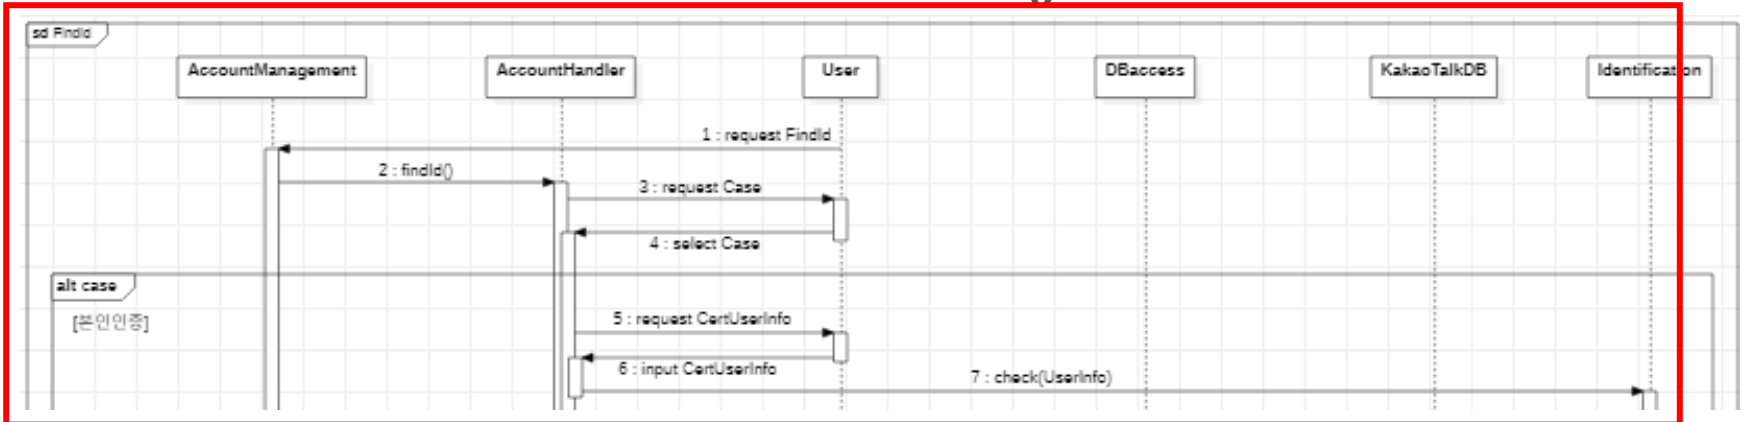 sd FindId
AccountManagement
AccountHandler
User
DBaccess
KakaoTalkDB
Identification
1 : request FindId
2 : findId()
3 : request Case
4 : select Case
alt case
[본인인증]
5 : request CertUserInfo
6 : input CertUserInfo
7 : check(UserInfo)